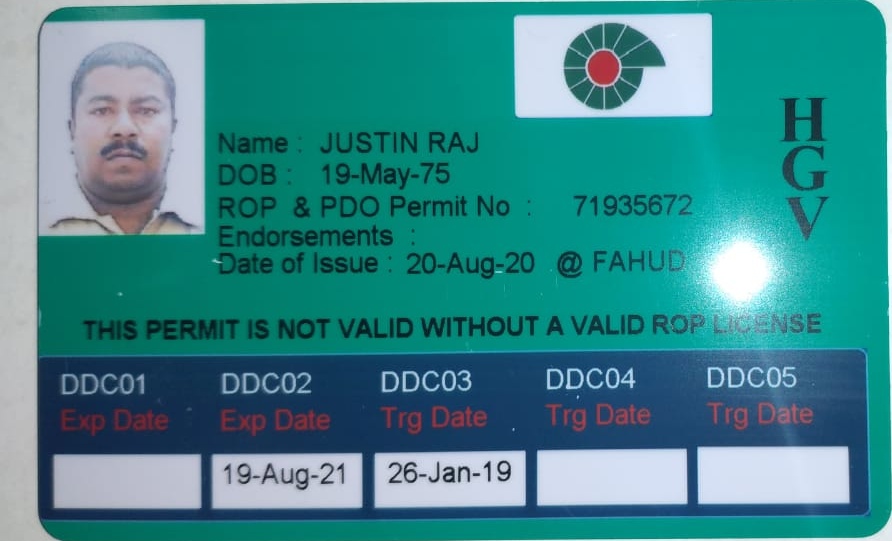 Name : JUSTIN RAJ
DOB : 19-May-75
ROP & PDO Permit No : 71935672
Endorsements :
Date of Issue : 20-Aug-20 @ FAHUD
HGV
THIS PERMIT IS NOT VALID WITHOUT A VALID ROP LICENSE
DDC01 DDC02 DDC03 DDC04 DDC05
Exp Date Exp Date Trg Date Trg Date Trg Date
19-Aug-21 26-Jan-19